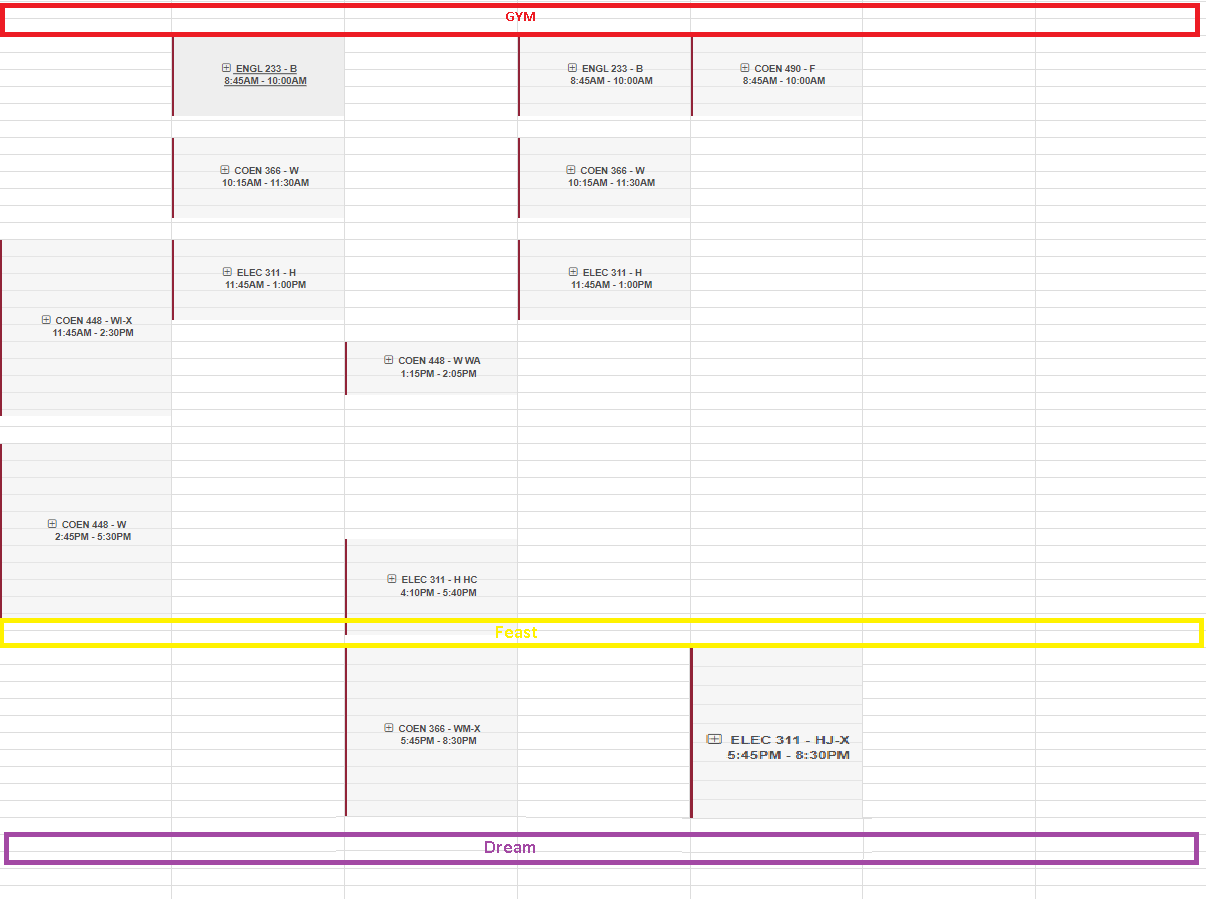 GYM
ENGL 233 - B
8:45AM - 10:00AM
ENGL 233 - B
8:45AM - 10:00AM
COEN 490 - F
8:45AM - 10:00AM
COEN 366 - W
10:15AM - 11:30AM
COEN 366 - W
10:15AM - 11:30AM
ELEC 311 - H
11:45AM - 1:00PM
ELEC 311 - H
11:45AM - 1:00PM
COEN 448 - WI-X
11:45AM - 2:30PM
COEN 448 - W WA
1:15PM - 2:05PM
COEN 448 - W
2:45PM - 5:30PM
ELEC 311 - H HC
4:10PM - 5:40PM
Feast
COEN 366 - WM-X
5:45PM - 8:30PM
ELEC 311 - HJ-X
5:45PM - 8:30PM
Dream